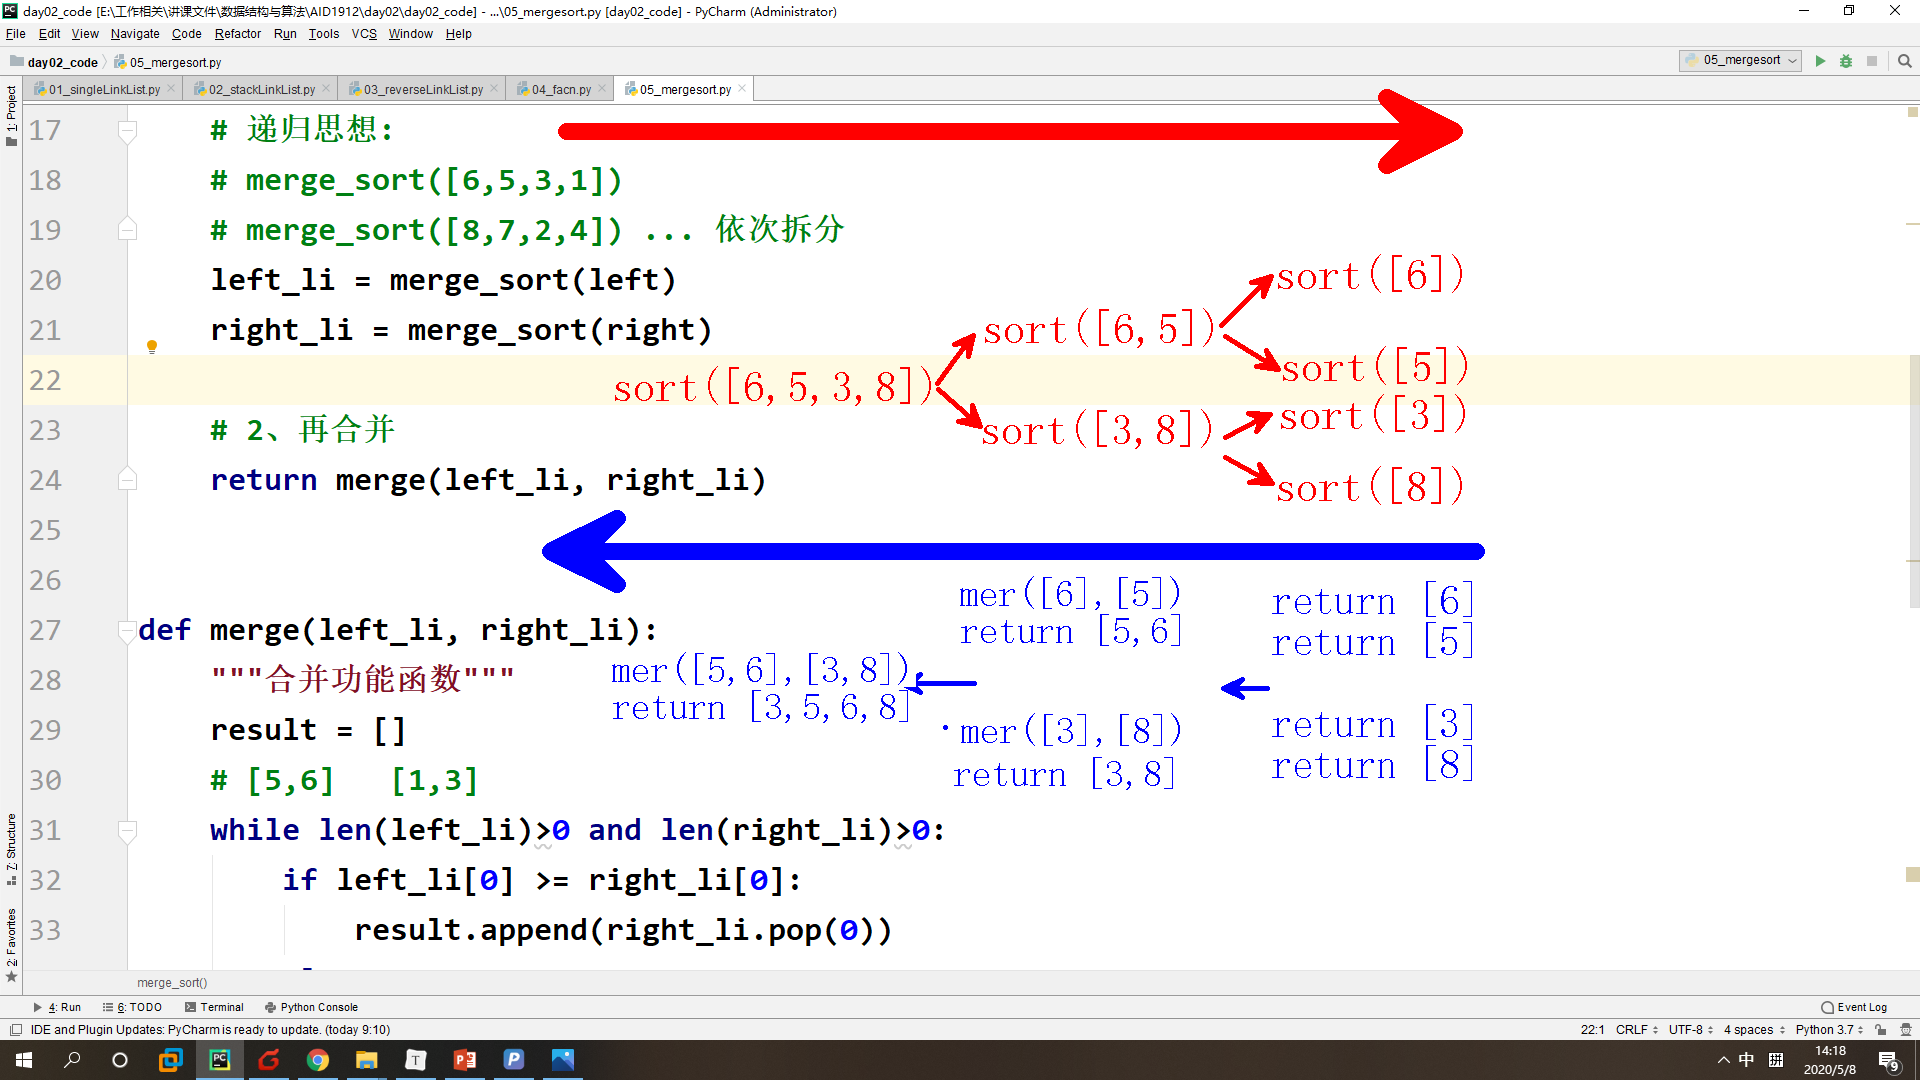 day02_code [E:\工作相关\讲课文件\数据结构与算法\AID1912\day02\day02_code] - ...\05_mergesort.py [day02_code] - PyCharm (Administrator)
File Edit View Navigate Code Refactor Run Tools VCS Window Help
day02_code 05_mergesort.py 05_mergesort
01_singleLinkList.py 02_stackLinkList.py 03_reverseLinkList.py 04_facn.py 05_mergesort.py
1: Project
7: Structure
2: Favorites
17 # 递归思想:
18 # merge_sort([6,5,3,1])
19 # merge_sort([8,7,2,4]) ... 依次拆分
20 left_li = merge_sort(left)
21 right_li = merge_sort(right)
22
23 # 2、再合并
24 return merge(left_li, right_li)
25
26
27 def merge(left_li, right_li):
28 """合并功能函数"""
29 result = []
30 # [5,6] [1,3]
31 while len(left_li)>0 and len(right_li)>0:
32 if left_li[0] >= right_li[0]:
33 result.append(right_li.pop(0))
sort([6,5,3,8])
sort([6,5])
sort([3,8])
sort([6])
sort([5])
sort([3])
sort([8])
return [6]
return [5]
return [3]
return [8]
mer([6],[5])
return [5,6]
mer([3],[8])
return [3,8]
mer([5,6],[3,8])
return [3,5,6,8]
merge_sort()
4: Run 6: TODO Terminal Python Console Event Log
IDE and Plugin Updates: PyCharm is ready to update. (today 9:10) 22:1 CRLF UTF-8 4 spaces Python 3.7
中 拼 14:18
2020/5/8
9